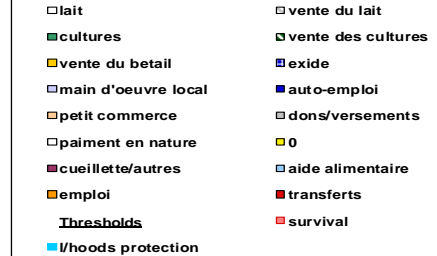 lait
vente du lait
cultures
vente des cultures
vente du betail
exide
main d'oeuvre local
auto-emploi
petit commerce
dons/versements
paiment en nature
0
cueillette/autres
aide alimentaire
emploi
transferts
Thresholds
survival
l/hoods protection